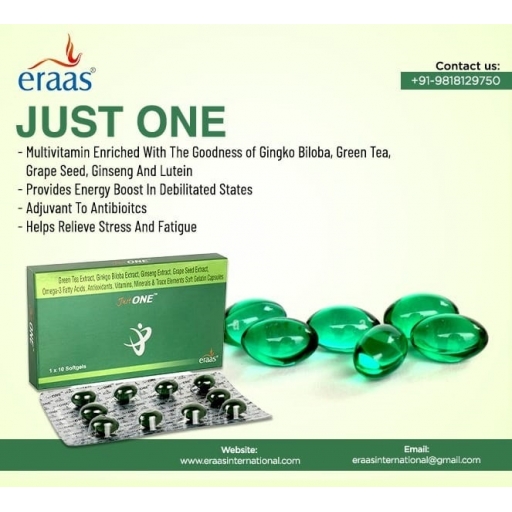 eraas®
Contact us:
+91-9818129750
JUST ONE
- Multivitamin Enriched With The Goodness of Gingko Biloba, Green Tea,
Grape Seed, Ginseng And Lutein
- Provides Energy Boost In Debilitated States
- Adjuvant To Antibioitcs
- Helps Relieve Stress And Fatigue
Green Tea Extract, Ginkgo Biloba Extract, Ginseng Extract, Grape Seed Extract,
Omega-3 Fatty Acids, Antioxidants, Vitamins, Minerals & Trace Elements Soft Gelatin Capsules
Just ONE™
ONE
1 x 10 Softgels
eraas
Website:
www.eraasinternational.com
Email:
eraasinternational@gmail.com